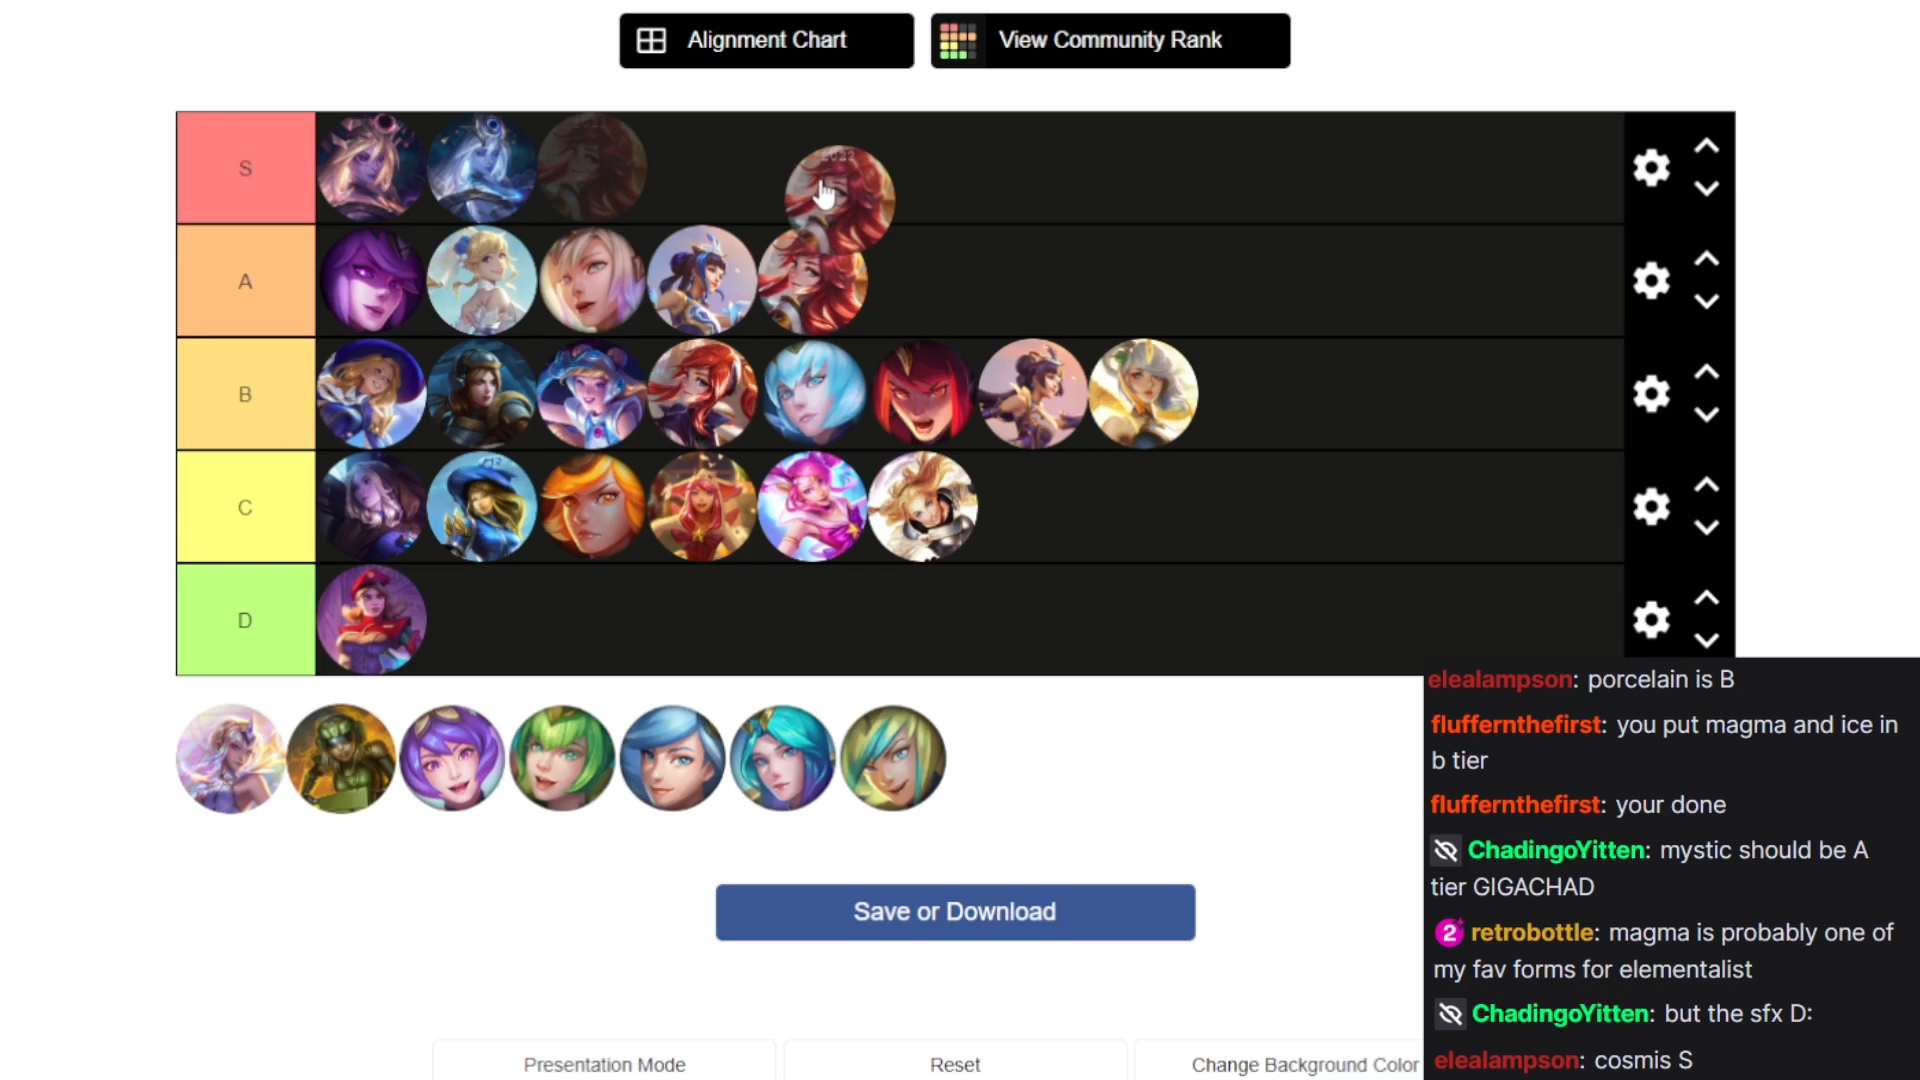 Alignment Chart
View Community Rank
S
2022
A
B
C
D
elealampson: porcelain is B
fluffernthefirst: you put magma and ice in
b tier
fluffernthefirst: your done
ChadingoYitten: mystic should be A
tier GIGACHAD
2 retrobottle: magma is probably one of
my fav forms for elementalist
ChadingoYitten: but the sfx D:
elealampson: cosmis S
Save or Download
Presentation Mode
Reset
Change Background Color